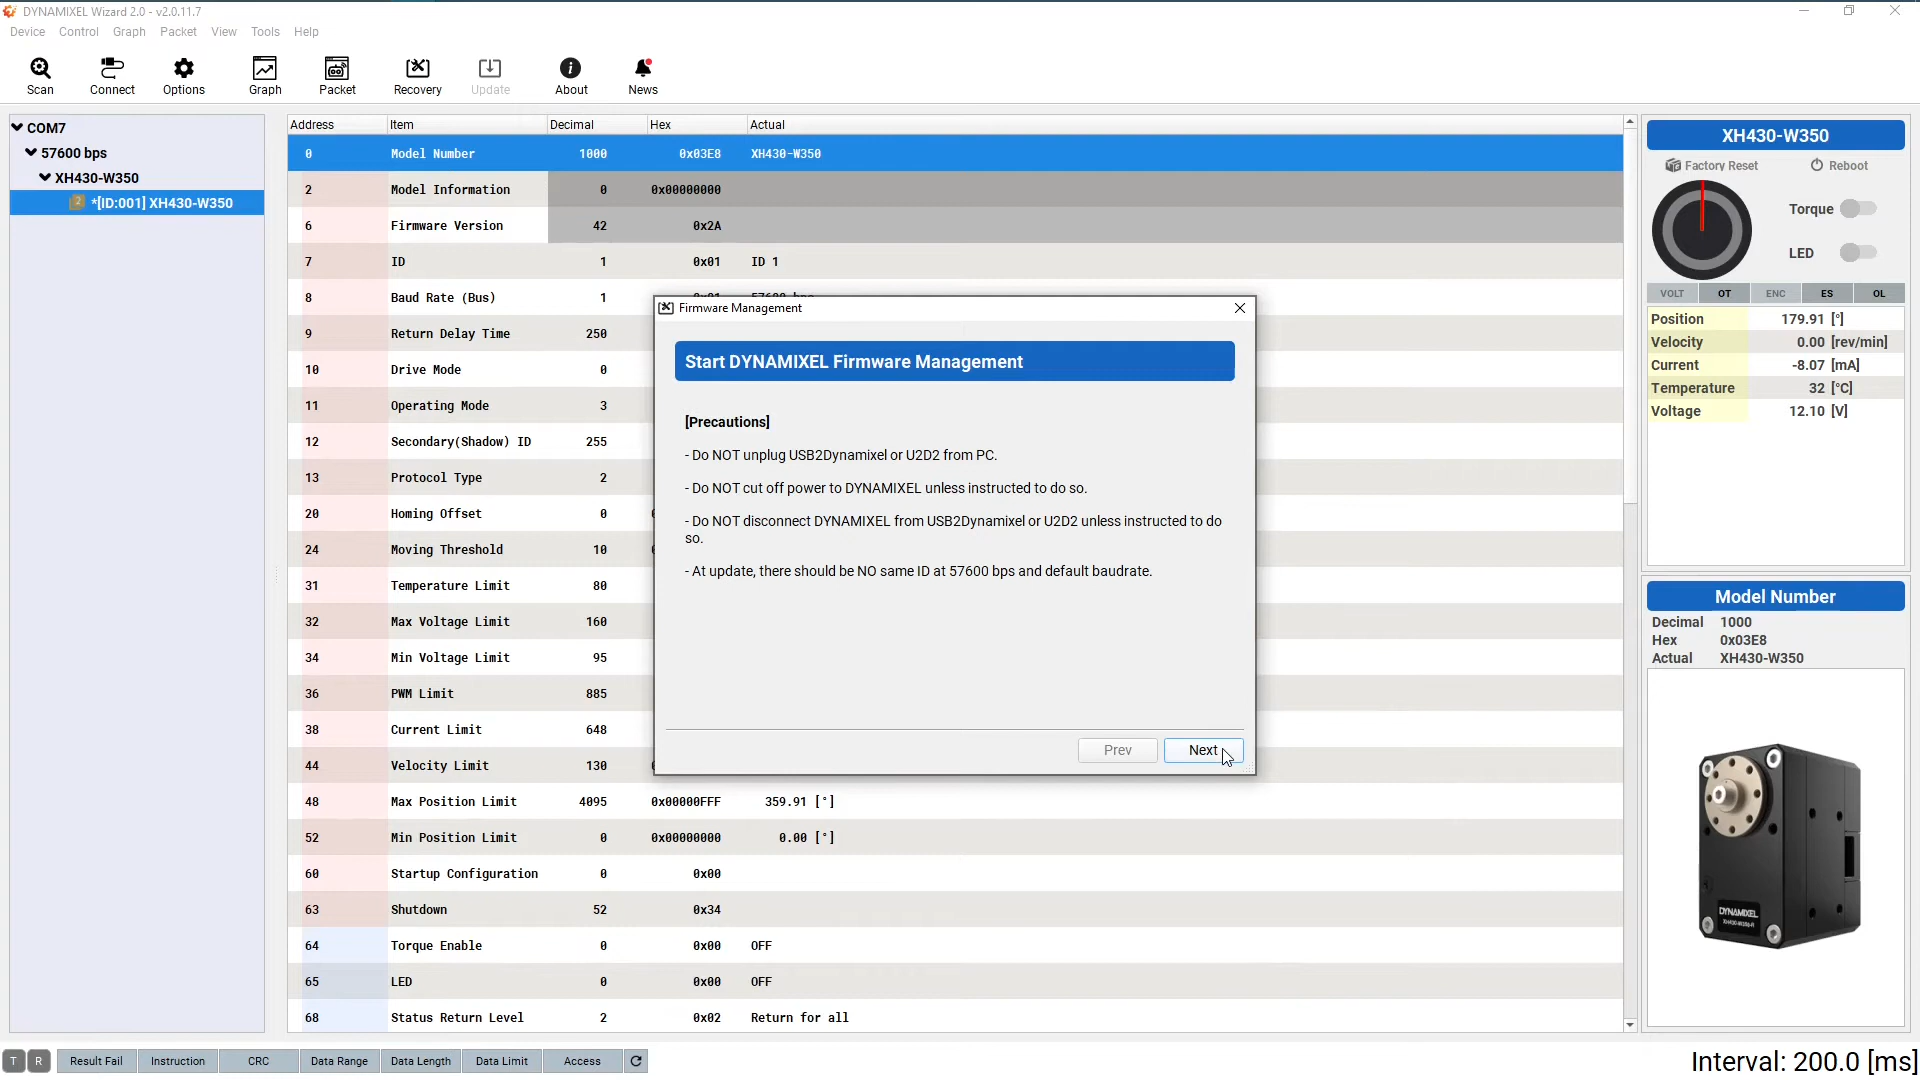 DYNAMIXEL Wizard 2.0 - v2.0.11.7
Device Control Graph Packet View Tools Help
Scan Connect Options Graph Packet Recovery Update About News
COM7
57600 bps
XH430-W350
2 *[ID:001] XH430-W350
Address Item Decimal Hex Actual
0 Model Number 1000 0x03E8 XH430-W350
2 Model Information 0 0x00000000
6 Firmware Version 42 0x2A
7 ID 1 0x01 ID 1
8 Baud Rate (Bus) 1
9 Return Delay Time 250
10 Drive Mode 0
11 Operating Mode 3
12 Secondary(Shadow) ID 255
13 Protocol Type 2
20 Homing Offset 0
24 Moving Threshold 10
31 Temperature Limit 80
32 Max Voltage Limit 160
34 Min Voltage Limit 95
36 PWM Limit 885
38 Current Limit 648
44 Velocity Limit 130
48 Max Position Limit 4095 0x00000FFF 359.91 [°]
52 Min Position Limit 0 0x00000000 0.00 [°]
60 Startup Configuration 0 0x00
63 Shutdown 52 0x34
64 Torque Enable 0 0x00 OFF
65 LED 0 0x00 OFF
68 Status Return Level 2 0x02 Return for all
Firmware Management
Start DYNAMIXEL Firmware Management
[Precautions]
- Do NOT unplug USB2Dynamixel or U2D2 from PC.
- Do NOT cut off power to DYNAMIXEL unless instructed to do so.
- Do NOT disconnect DYNAMIXEL from USB2Dynamixel or U2D2 unless instructed to do
so.
- At update, there should be NO same ID at 57600 bps and default baudrate.
Prev Next
XH430-W350
Factory Reset Reboot
Torque
LED
VOLT OT ENC ES OL
Position 179.91 [°]
Velocity 0.00 [rev/min]
Current -8.07 [mA]
Temperature 32 [°C]
Voltage 12.10 [V]
Model Number
Decimal 1000
Hex 0x03E8
Actual XH430-W350
DYNAMIXEL
T R Result Fail Instruction CRC Data Range Data Length Data Limit Access
Interval: 200.0 [ms]